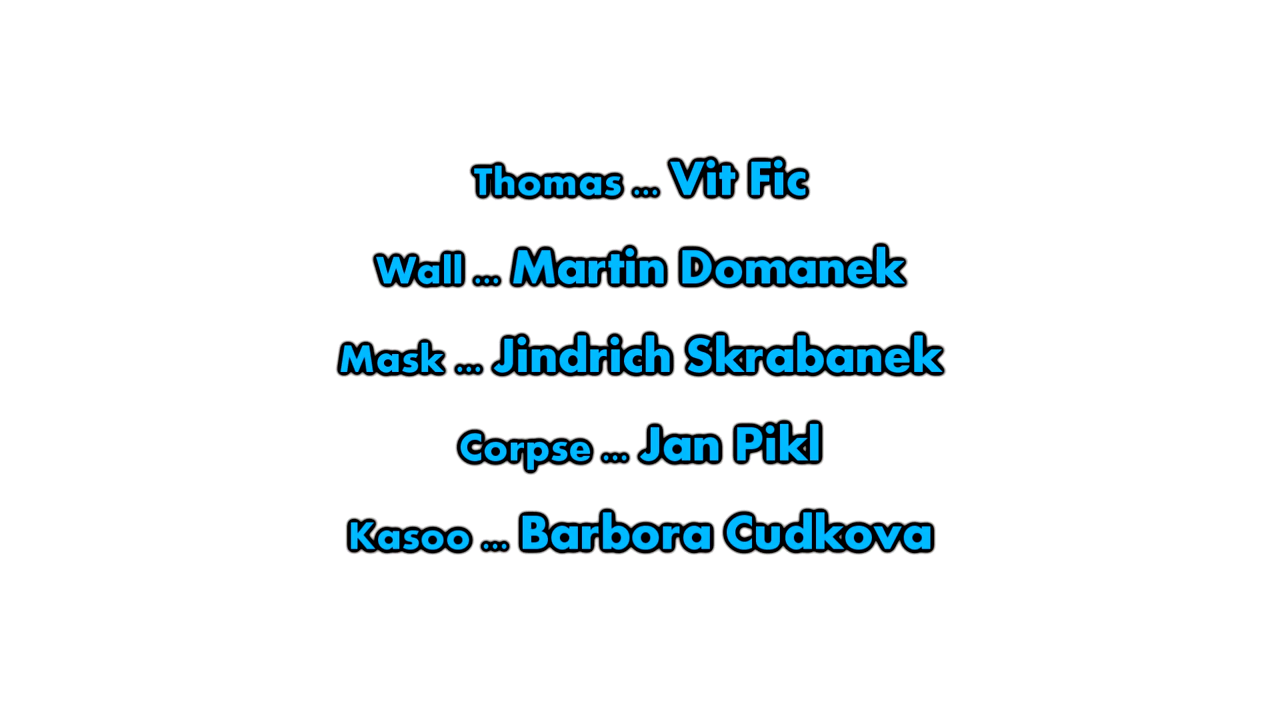 Thomas ... Vit Fic
Wall ... Martin Domanek
Mask ... Jindrich Skrabanek
Corpse ... Jan Pikl
Kasoo ... Barbora Cudkova